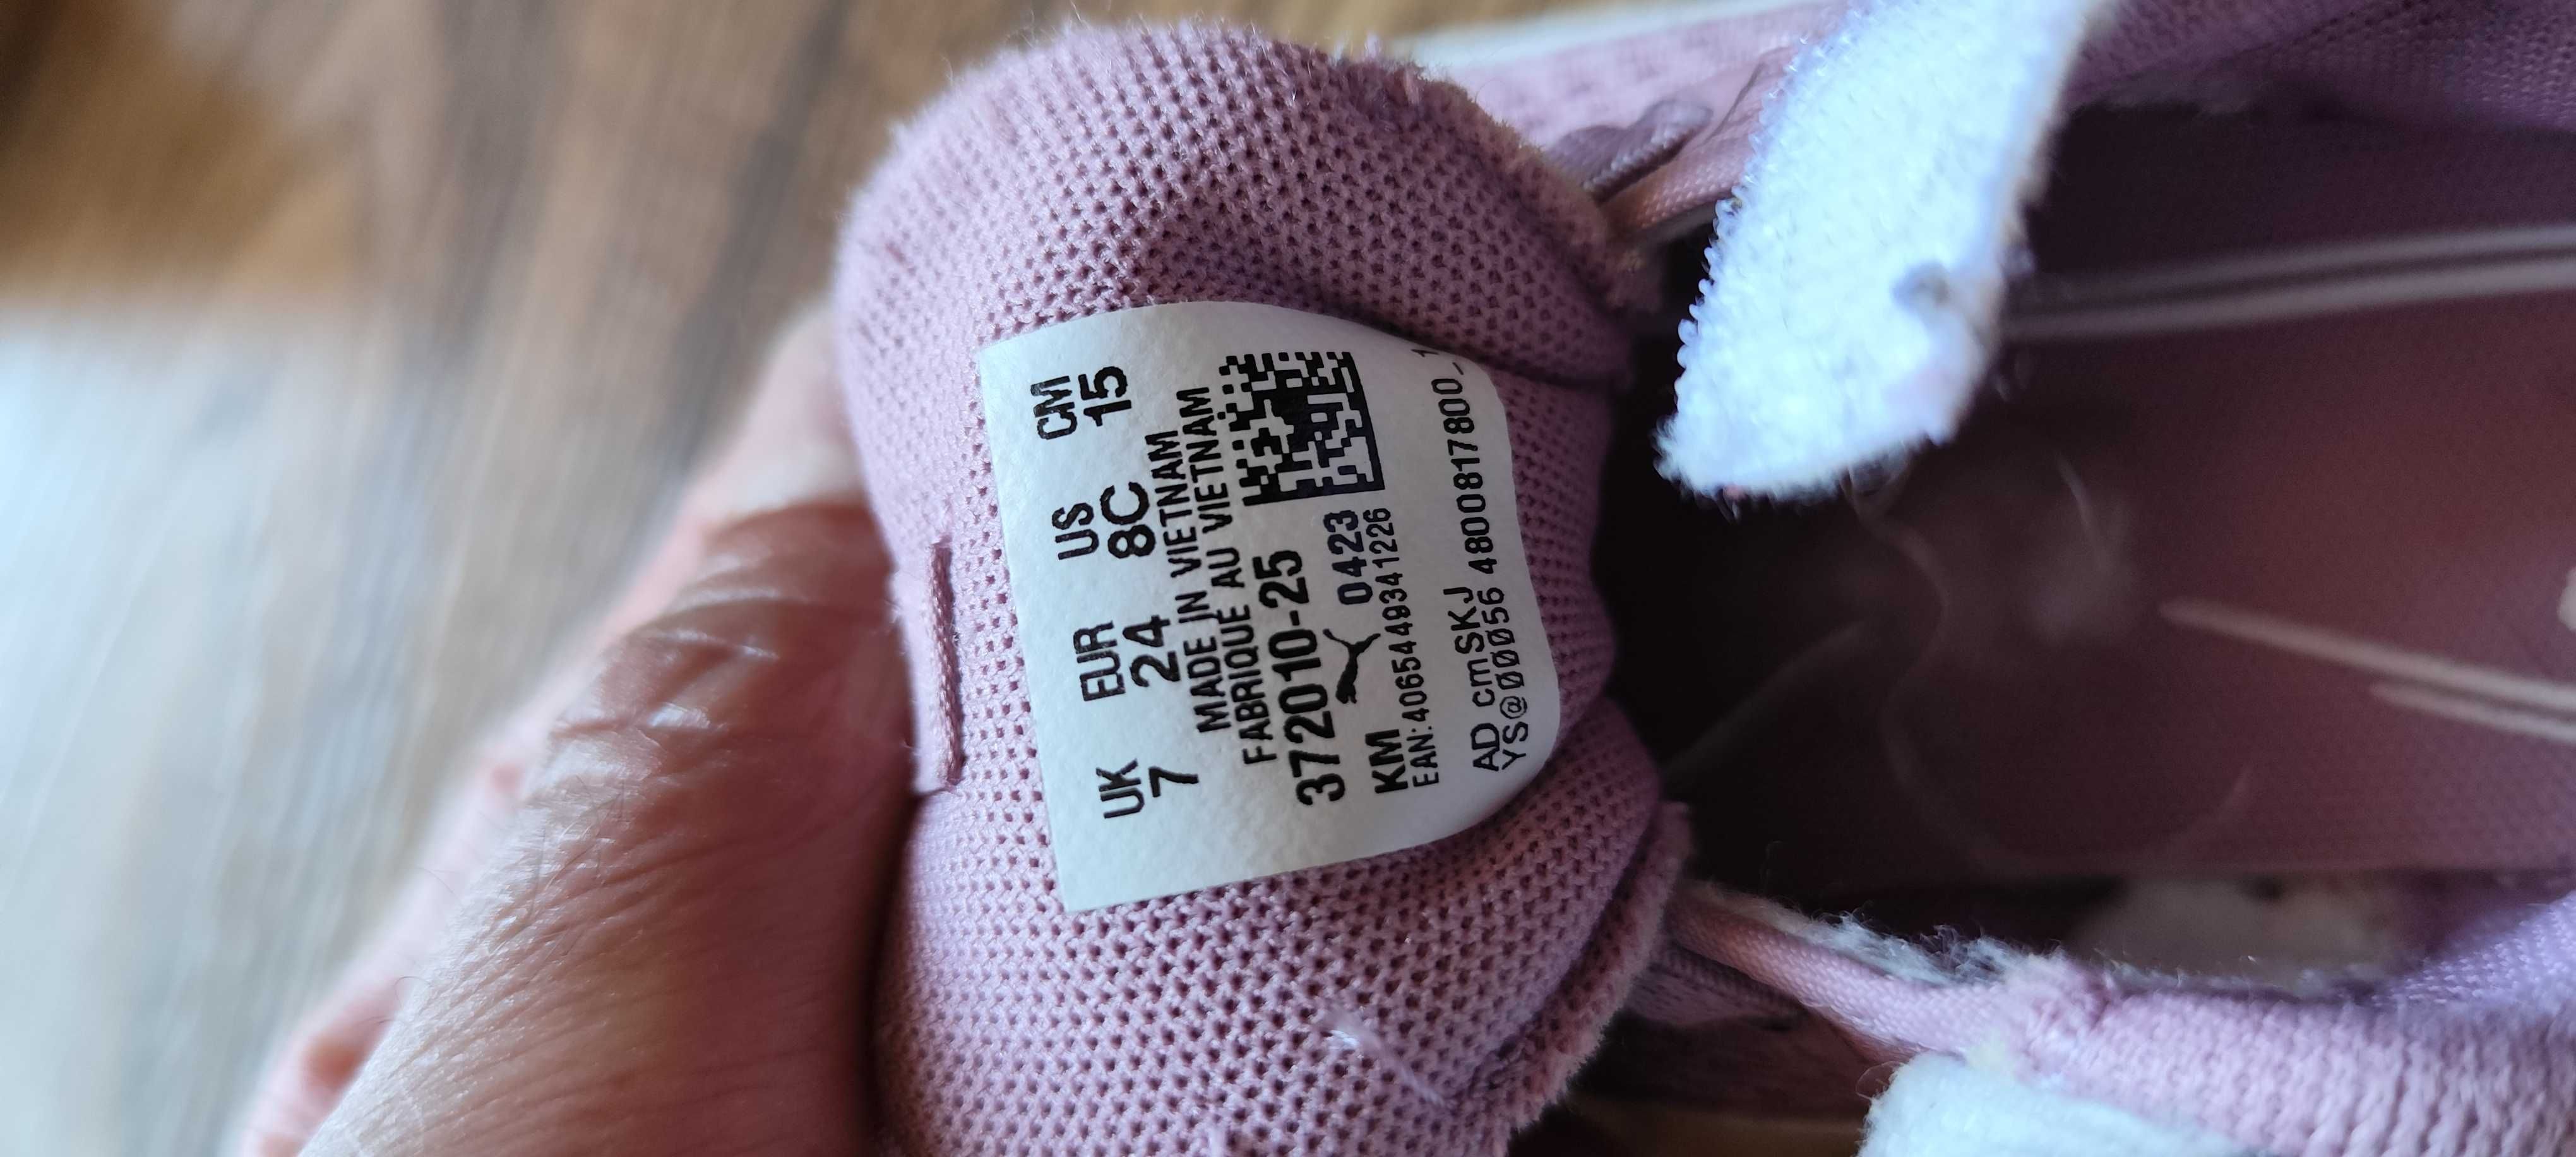 UK EUR US CM
7 24 8C 15
MADE IN VIETNAM
FABRIQUE AU VIETNAM
372010-25
KM 0423
EAN:4065449341226
AD cmSKJ
YS@00056 4800817800_1